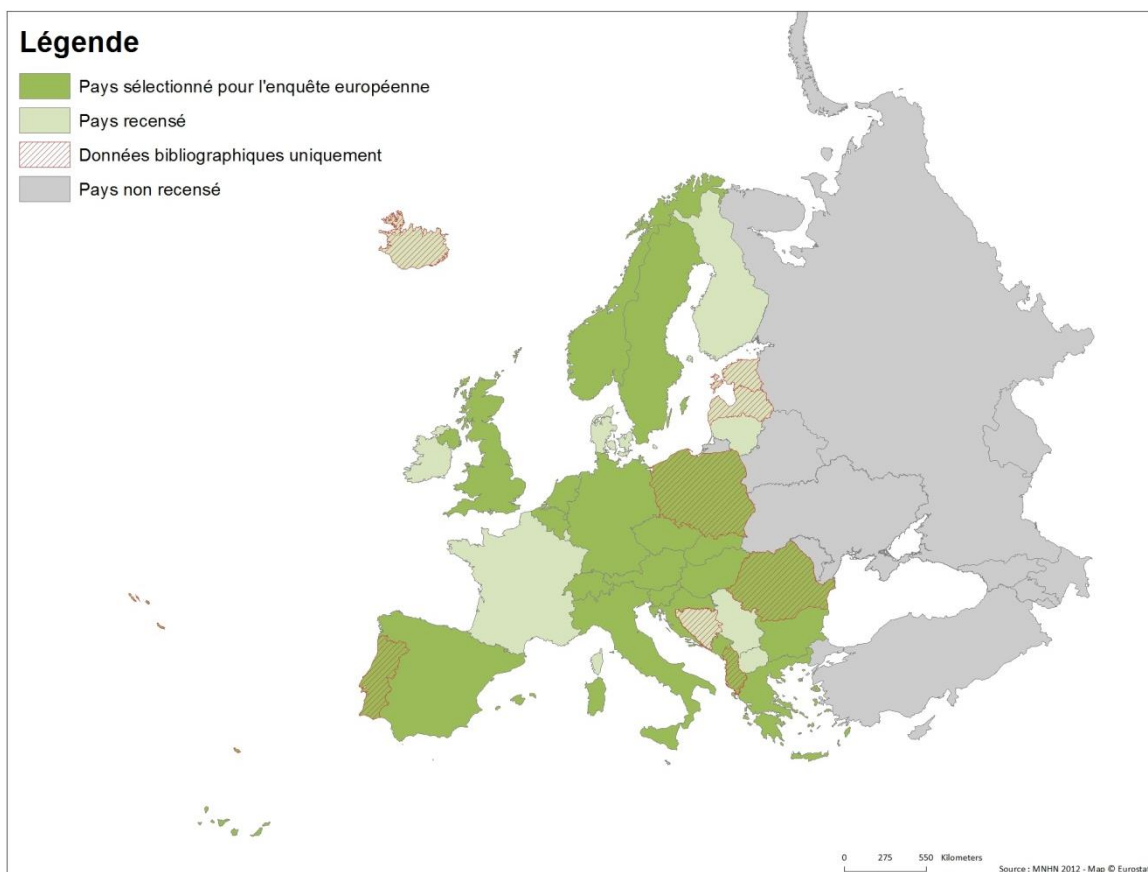 Légende
Pays sélectionné pour l'enquête européenne
Pays recensé
Données bibliographiques uniquement
Pays non recensé
0 275 550 Kilometers
Source : MNHN 2012 - Map © Eurostat